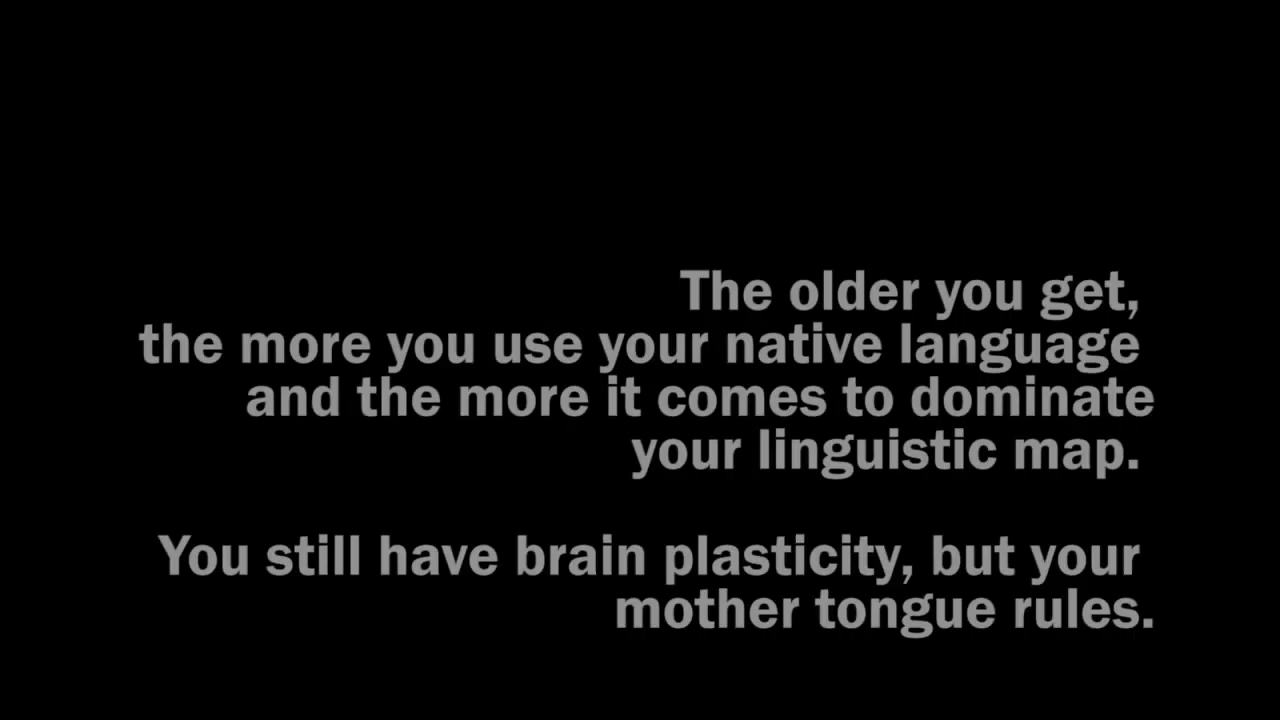 The older you get,
the more you use your native language
and the more it comes to dominate
your linguistic map.
You still have brain plasticity, but your
mother tongue rules.